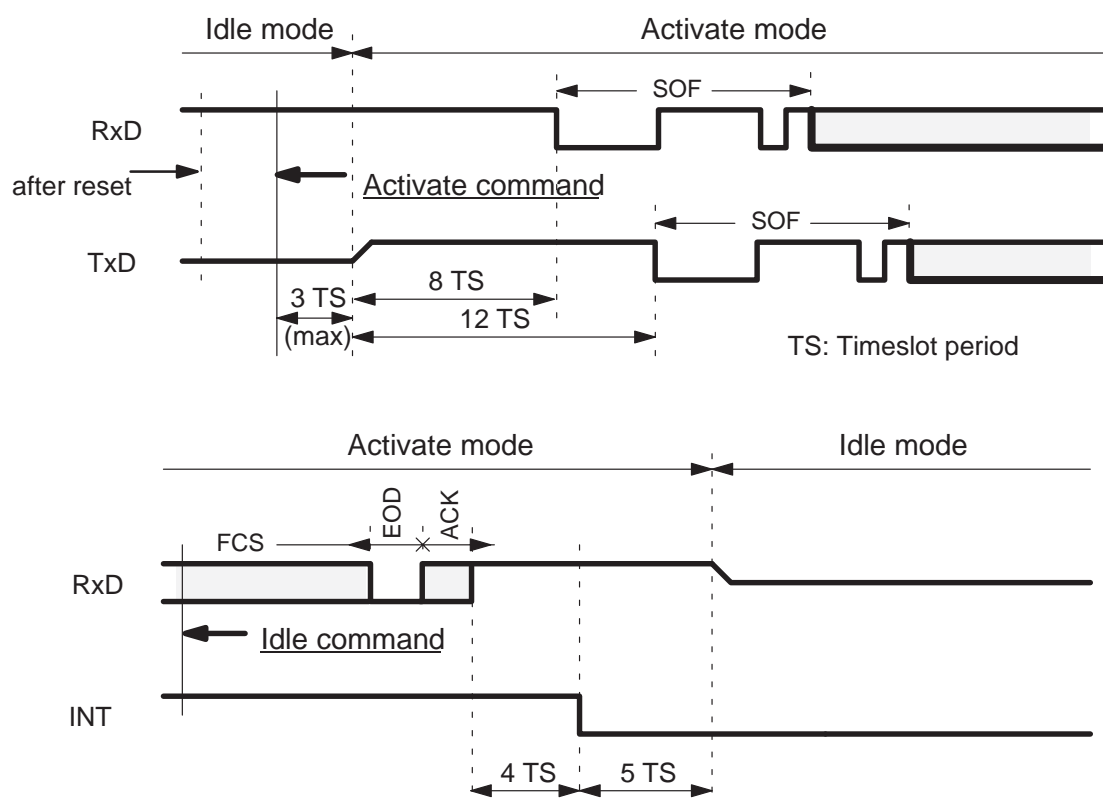 Idle mode
Activate mode
SOF
RxD
after reset
Activate command
SOF
TxD
8 TS
3 TS
(max)
12 TS
TS: Timeslot period
Activate mode
Idle mode
EOD
ACK
FCS
RxD
Idle command
INT
4 TS
5 TS